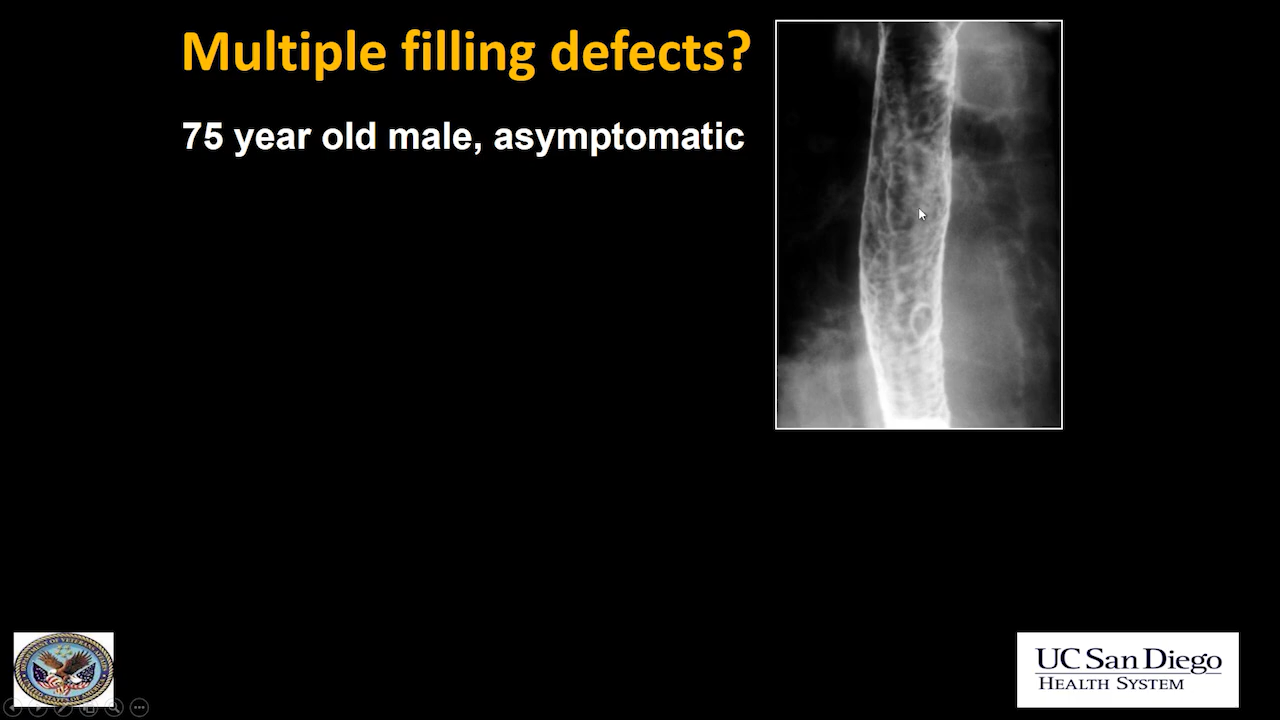 Multiple filling defects?
75 year old male, asymptomatic
UC San Diego
HEALTH SYSTEM